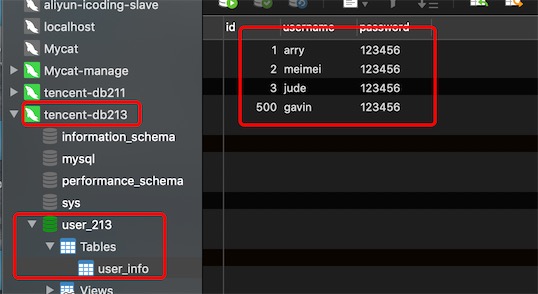 aliyun-icoding-slave
localhost
Mycat
Mycat-manage
tencent-db211
tencent-db213
information_schema
mysql
performance_schema
sys
user_213
Tables
user_info
Views
id username password
1 arry 123456
2 meimei 123456
3 jude 123456
500 gavin 123456